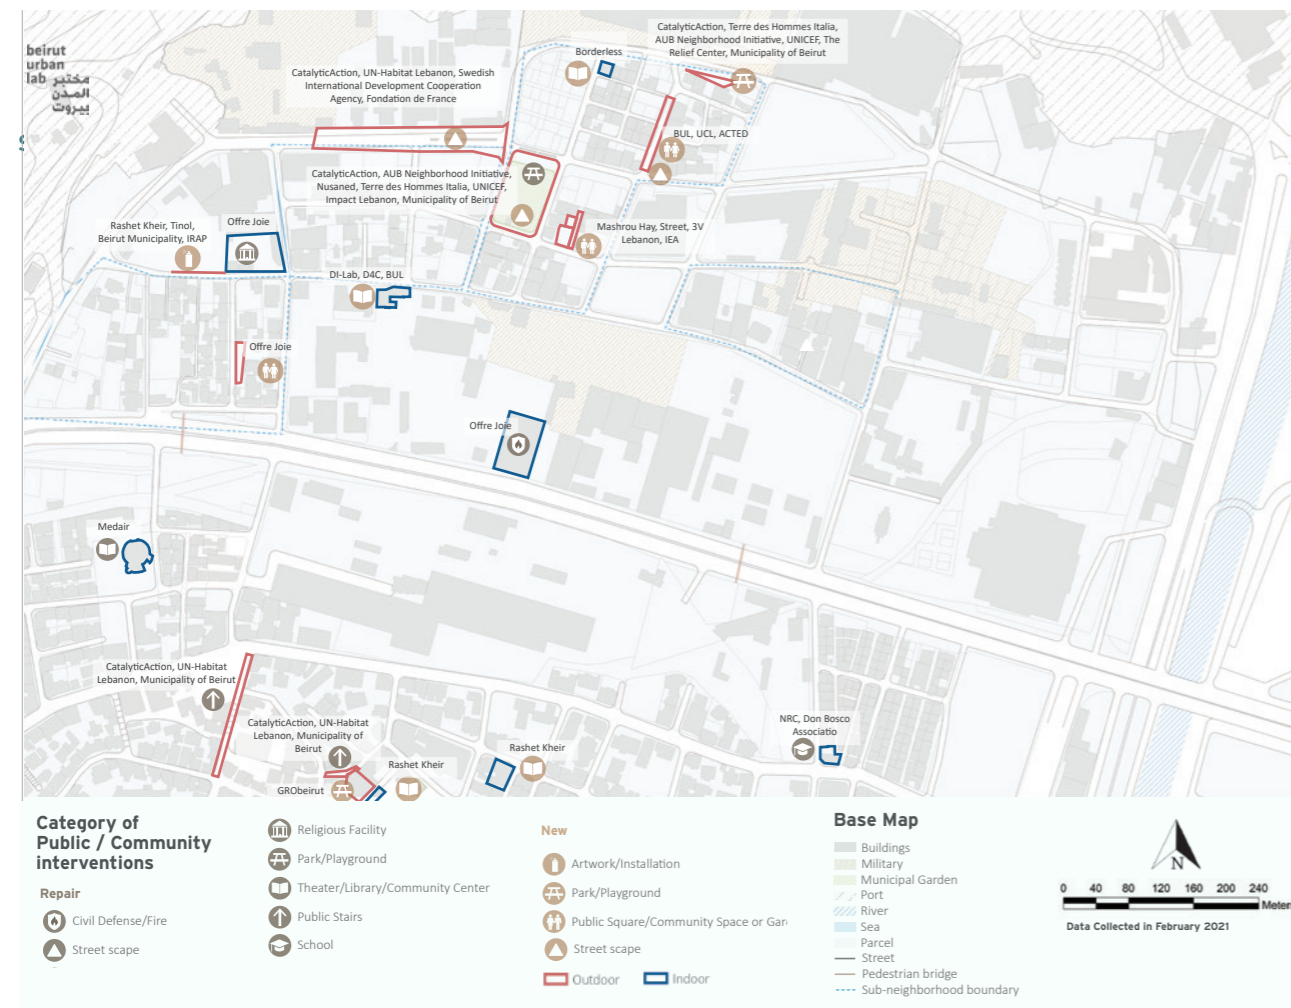 beirut
urban
lab مختبر
المدن
بيروت
CatalyticAction, Terre des Hommes Italia,
AUB Neighborhood Initiative, UNICEF, The
Relief Center, Municipality of Beirut
Borderless
CatalyticAction, UN-Habitat Lebanon, Swedish
International Development Cooperation
Agency, Fondation de France
BUL, UCL, ACTED
CatalyticAction, AUB Neighborhood Initiative,
Nusaned, Terre des Hommes Italia, UNICEF,
Impact Lebanon, Municipality of Beirut
Rashet Kheir, Tinol,
Beirut Municipality, IRAP
Offre Joie
Mashrou Hay, Street, 3V
Lebanon, IEA
DI-Lab, D4C, BUL
Offre Joie
Offre Joie
Medair
CatalyticAction, UN-Habitat
Lebanon, Municipality of Beirut
CatalyticAction, UN-Habitat
Lebanon, Municipality of
Beirut
NRC, Don Bosco
Associatio
Rashet Kheir
Rashet Kheir
GRObeirut
Category of
Public / Community
interventions
Repair
Civil Defense/Fire
Street scape
Religious Facility
Park/Playground
Theater/Library/Community Center
Public Stairs
School
New
Artwork/Installation
Park/Playground
Public Square/Community Space or Gar
Street scape
Outdoor
Indoor
Base Map
Buildings
Military
Municipal Garden
Port
River
Sea
Parcel
Street
Pedestrian bridge
Sub-neighborhood boundary
N
0 40 80 120 160 200 240
Meter
Data Collected in February 2021